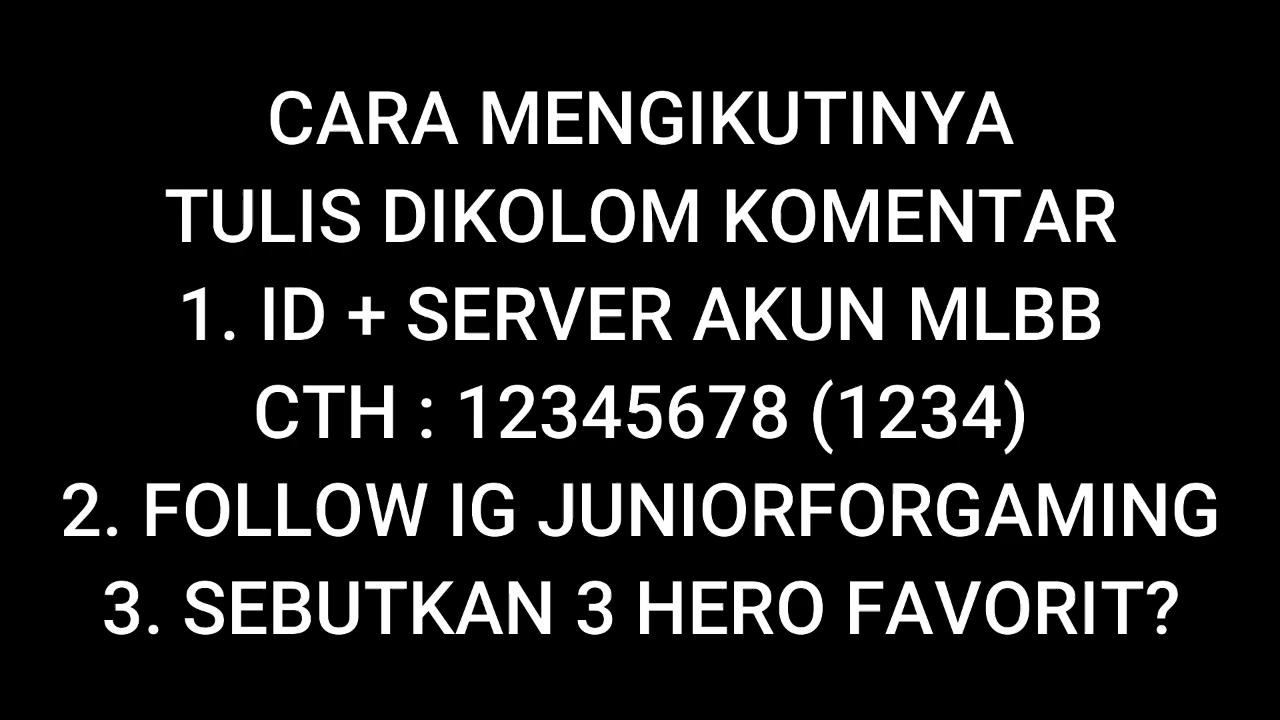 CARA MENGIKUTINYA
TULIS DIKOLOM KOMENTAR
1. ID + SERVER AKUN MLBB
CTH : 12345678 (1234)
2. FOLLOW IG JUNIORFORGAMING
3. SEBUTKAN 3 HERO FAVORIT?